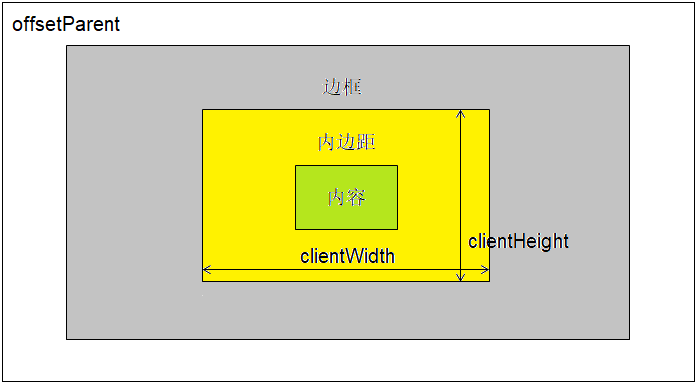 offsetParent
边框
内边距
内容
clientHeight
clientWidth